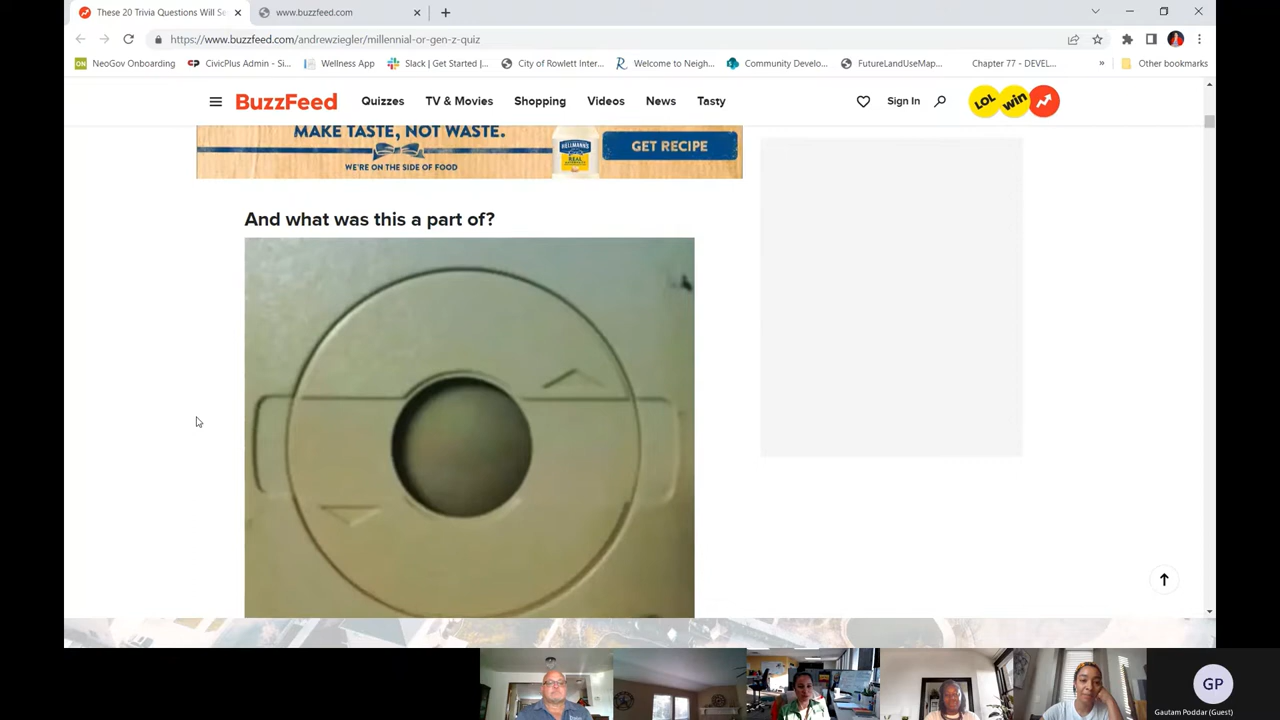 These 20 Trivia Questions Will Se
www.buzzfeed.com
https://www.buzzfeed.com/andrewziegler/millennial-or-gen-z-quiz
NeoGov Onboarding
CivicPlus Admin - Si...
Wellness App
Slack | Get Started |...
City of Rowlett Inter...
Welcome to Neigh...
Community Develo...
FutureLandUseMap...
Chapter 77 - DEVEL...
Other bookmarks
BuzzFeed
Quizzes
TV & Movies
Shopping
Videos
News
Tasty
Sign In
LOL
win
MAKE TASTE, NOT WASTE.
WE'RE ON THE SIDE OF FOOD
HELLMANN'S
REAL
GET RECIPE
And what was this a part of?
GP
Gautam Poddar (Guest)